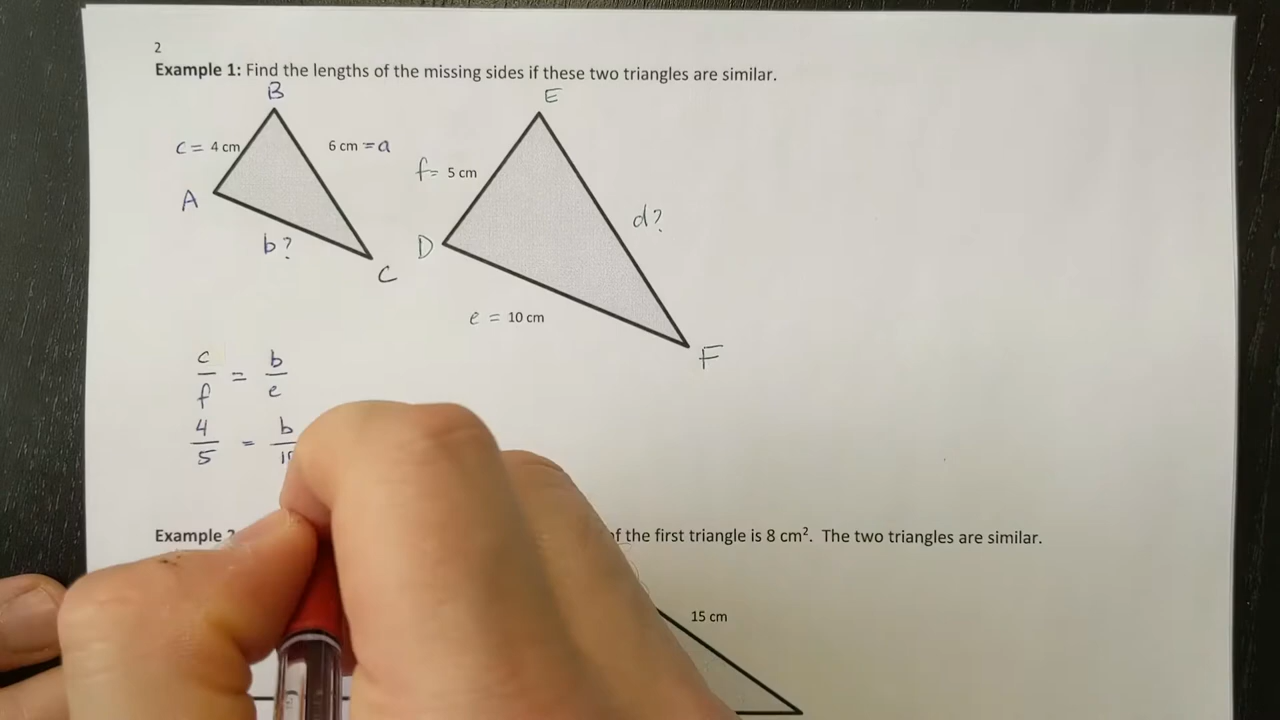 2
Example 1: Find the lengths of the missing sides if these two triangles are similar.
B
E
c = 4 cm
6 cm = a
f = 5 cm
A
d?
b?
D
C
e = 10 cm
F
c/f = b/e
4/5 = b/
Example
f the first triangle is 8 cm². The two triangles are similar.
15 cm